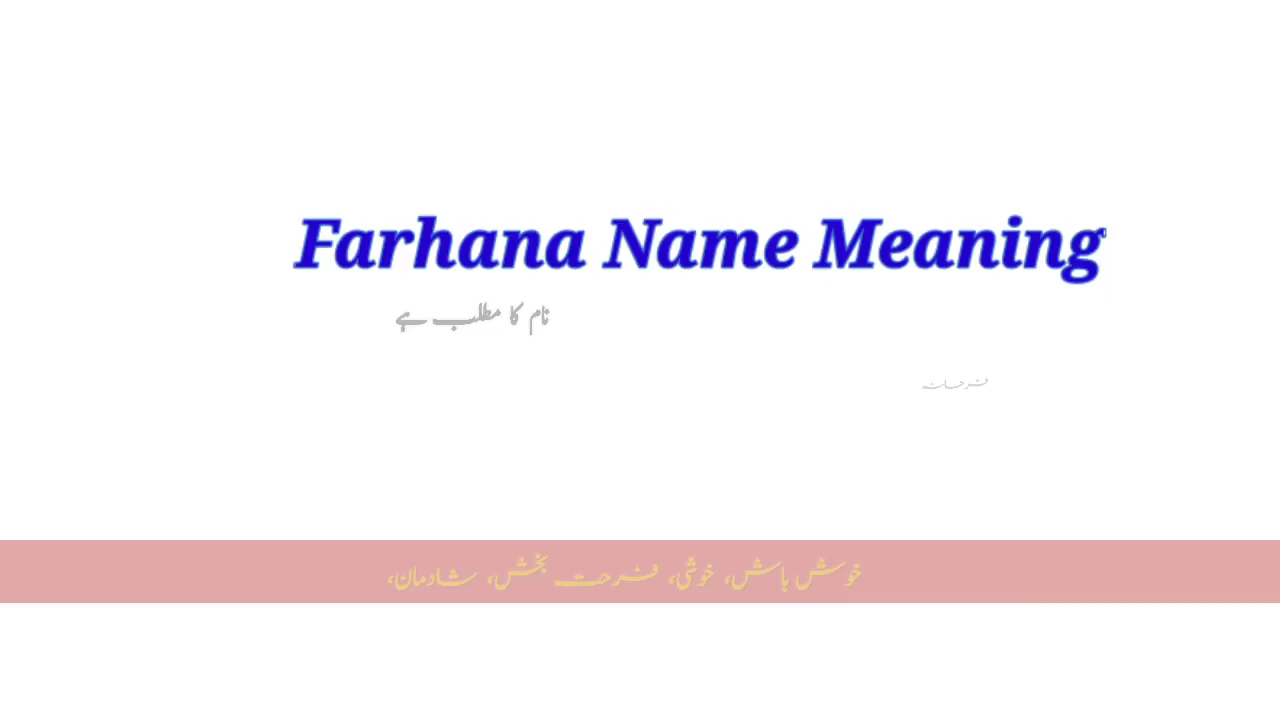 Farhana Name Meaning
نام کا مطلب ہے
فرحانہ
خوش باش، خوشی، فرحت بخش، شادمان،